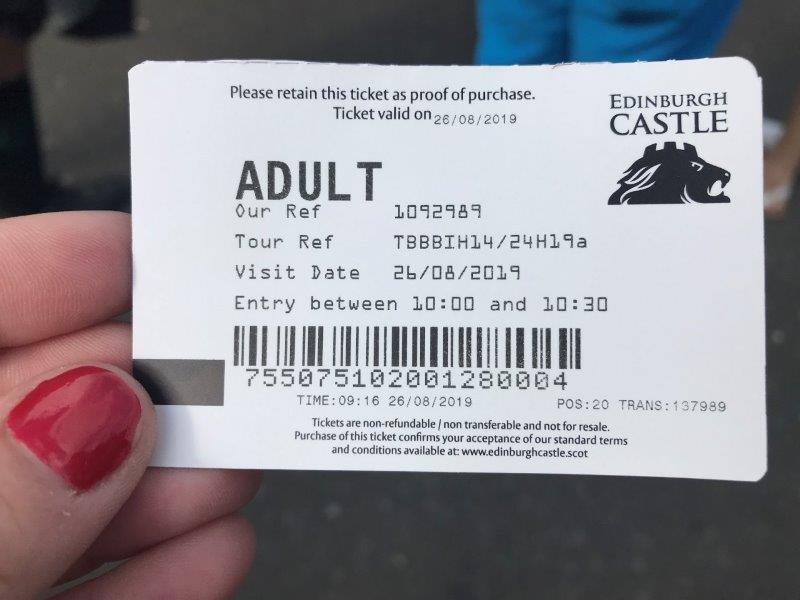 Please retain this ticket as proof of purchase.
Ticket valid on 26/08/2019
EDINBURGH
CASTLE
ADULT
Our Ref 1092989
Tour Ref TBBBIH14/24H19a
Visit Date 26/08/2019
Entry between 10:00 and 10:30
7550751020012800004
TIME:09:16 26/08/2019
POS:20 TRANS:137989
Tickets are non-refundable / non transferable and not for resale.
Purchase of this ticket confirms your acceptance of our standard terms
and conditions available at: www.edinburghcastle.scot